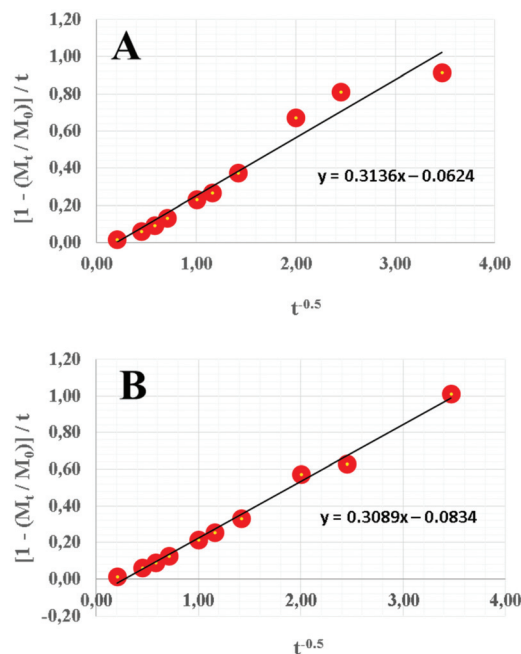 A
[1 - (Mt / M0)] / t
1,20
1,00
0,80
0,60
0,40
0,20
0,00
y = 0.3136x – 0.0624
0,00 1,00 2,00 3,00 4,00
t-0.5
B
[1 - (Mt / M0)] / t
1,20
1,00
0,80
0,60
0,40
0,20
0,00
-0,20
y = 0.3089x – 0.0834
0,00 1,00 2,00 3,00 4,00
t-0.5